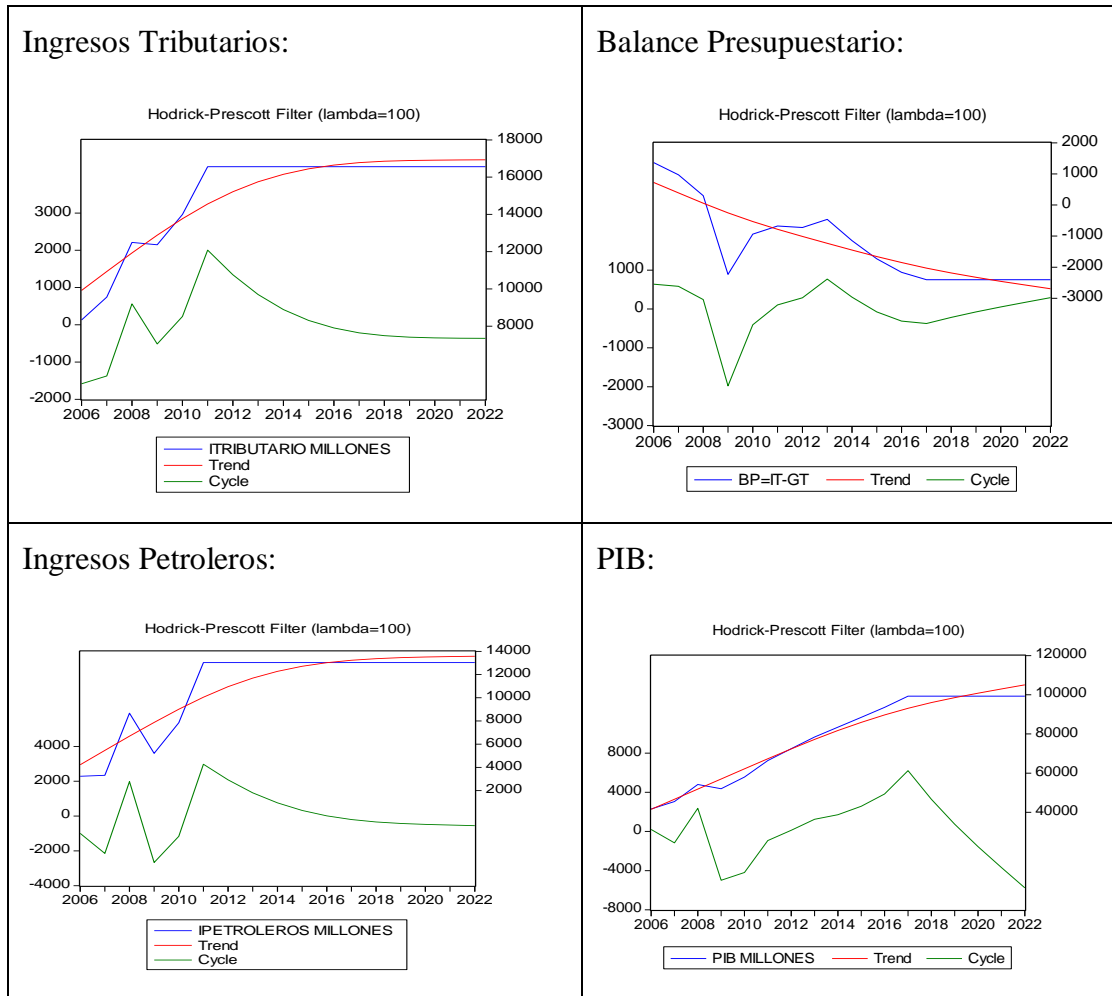 Ingresos Tributarios:
Hodrick-Prescott Filter (lambda=100)
18000
16000
14000
12000
10000
8000
3000
2000
1000
0
-1000
-2000
2006 2008 2010 2012 2014 2016 2018 2020 2022
ITRIBUTARIO MILLONES
Trend
Cycle
Balance Presupuestario:
Hodrick-Prescott Filter (lambda=100)
2000
1000
0
-1000
-2000
-3000
1000
0
-1000
-2000
-3000
2006 2008 2010 2012 2014 2016 2018 2020 2022
BP=IT-GT Trend Cycle
Ingresos Petroleros:
Hodrick-Prescott Filter (lambda=100)
14000
12000
10000
8000
6000
4000
2000
4000
2000
0
-2000
-4000
2006 2008 2010 2012 2014 2016 2018 2020 2022
IPETROLEROS MILLONES
Trend
Cycle
PIB:
Hodrick-Prescott Filter (lambda=100)
120000
100000
80000
60000
40000
8000
4000
0
-4000
-8000
2006 2008 2010 2012 2014 2016 2018 2020 2022
PIB MILLONES Trend Cycle